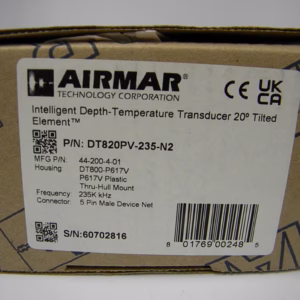 AIRMAR
TECHNOLOGY CORPORATION
CE UK
CA
Intelligent Depth-Temperature Transducer 20º Tilted
Element™
P/N: DT820PV-235-N2
MFG P/N: 44-200-4-01
Housing: DT800-P617V
P617V Plastic
Thru-Hull Mount
Frequency: 235K kHz
Connector: 5 Pin Male Device Net
S/N:60702816
8 01769 00248 5